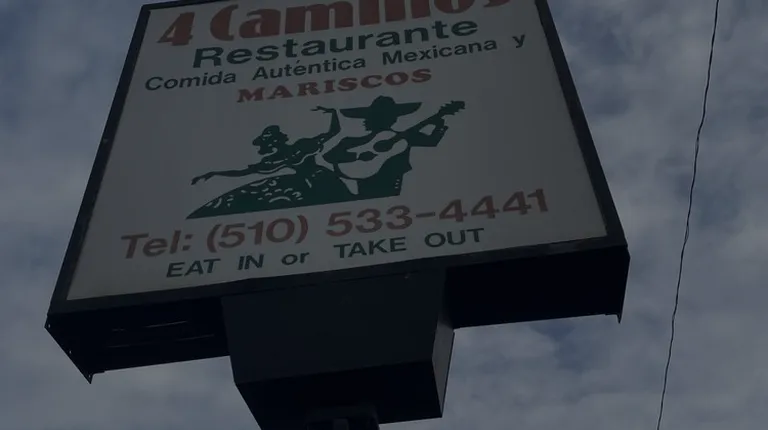 4 Caminos
Restaurante
Comida Auténtica Mexicana y
MARISCOS
Tel: (510) 533-4441
EAT IN or TAKE OUT